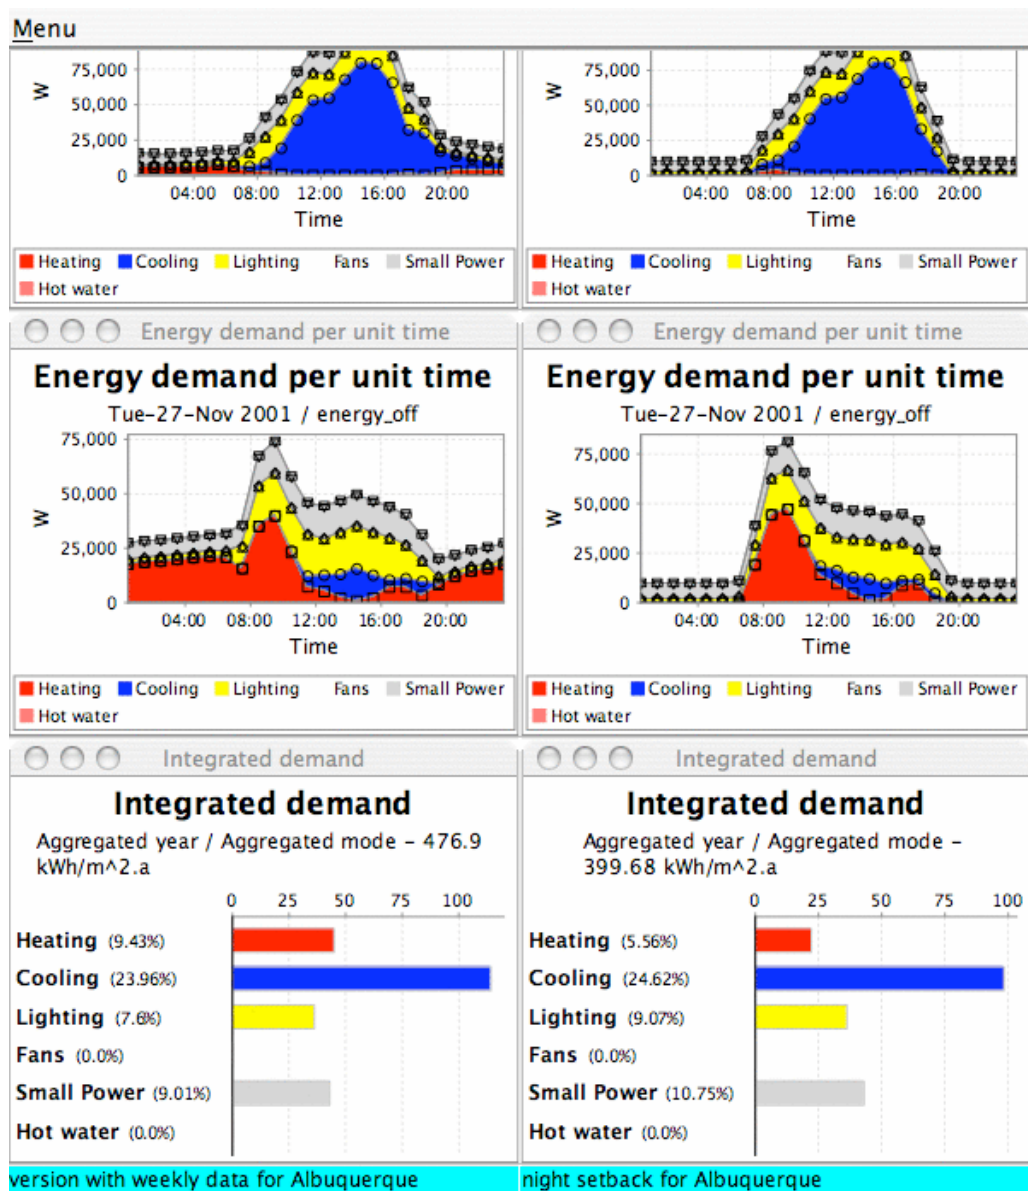 Menu
75,000
50,000
25,000
0
W
04:00 08:00 12:00 16:00 20:00
Time
Heating Cooling Lighting Fans Small Power
Hot water
75,000
50,000
25,000
0
W
04:00 08:00 12:00 16:00 20:00
Time
Heating Cooling Lighting Fans Small Power
Hot water
Energy demand per unit time
Energy demand per unit time
Tue-27-Nov 2001 / energy_off
75,000
50,000
25,000
0
W
04:00 08:00 12:00 16:00 20:00
Time
Heating Cooling Lighting Fans Small Power
Hot water
Energy demand per unit time
Energy demand per unit time
Tue-27-Nov 2001 / energy_off
75,000
50,000
25,000
0
W
04:00 08:00 12:00 16:00 20:00
Time
Heating Cooling Lighting Fans Small Power
Hot water
Integrated demand
Integrated demand
Aggregated year / Aggregated mode - 476.9
kWh/m^2.a
0 25 50 75 100
Heating (9.43%)
Cooling (23.96%)
Lighting (7.6%)
Fans (0.0%)
Small Power (9.01%)
Hot water (0.0%)
version with weekly data for Albuquerque
Integrated demand
Integrated demand
Aggregated year / Aggregated mode -
399.68 kWh/m^2.a
0 25 50 75 100
Heating (5.56%)
Cooling (24.62%)
Lighting (9.07%)
Fans (0.0%)
Small Power (10.75%)
Hot water (0.0%)
night setback for Albuquerque